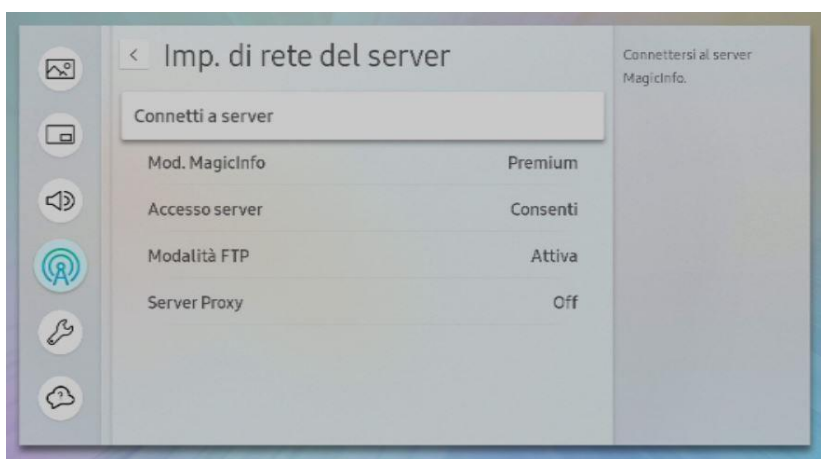 Imp. di rete del server
Connettersi al server
MagicInfo.
Connetti a server
Mod. MagicInfo Premium
Accesso server Consenti
Modalità FTP Attiva
Server Proxy Off